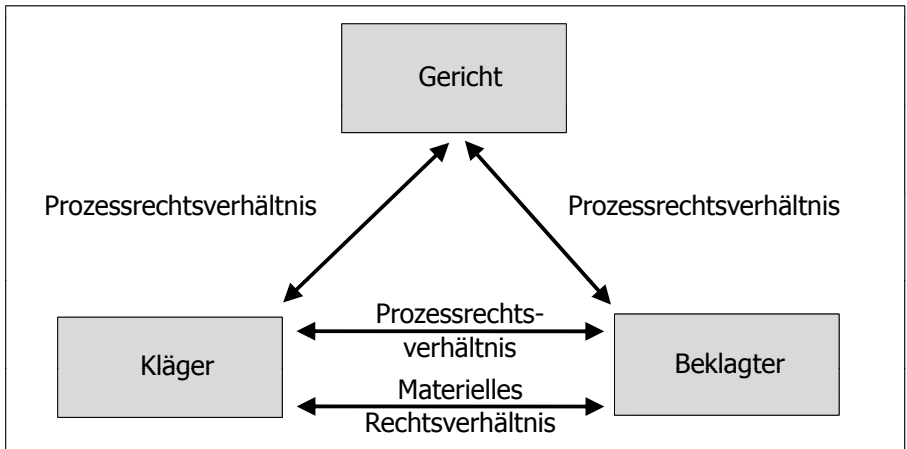 Gericht
Prozessrechtsverhältnis
Prozessrechtsverhältnis
Prozessrechts-
verhältnis
Kläger
Beklagter
Materielles
Rechtsverhältnis